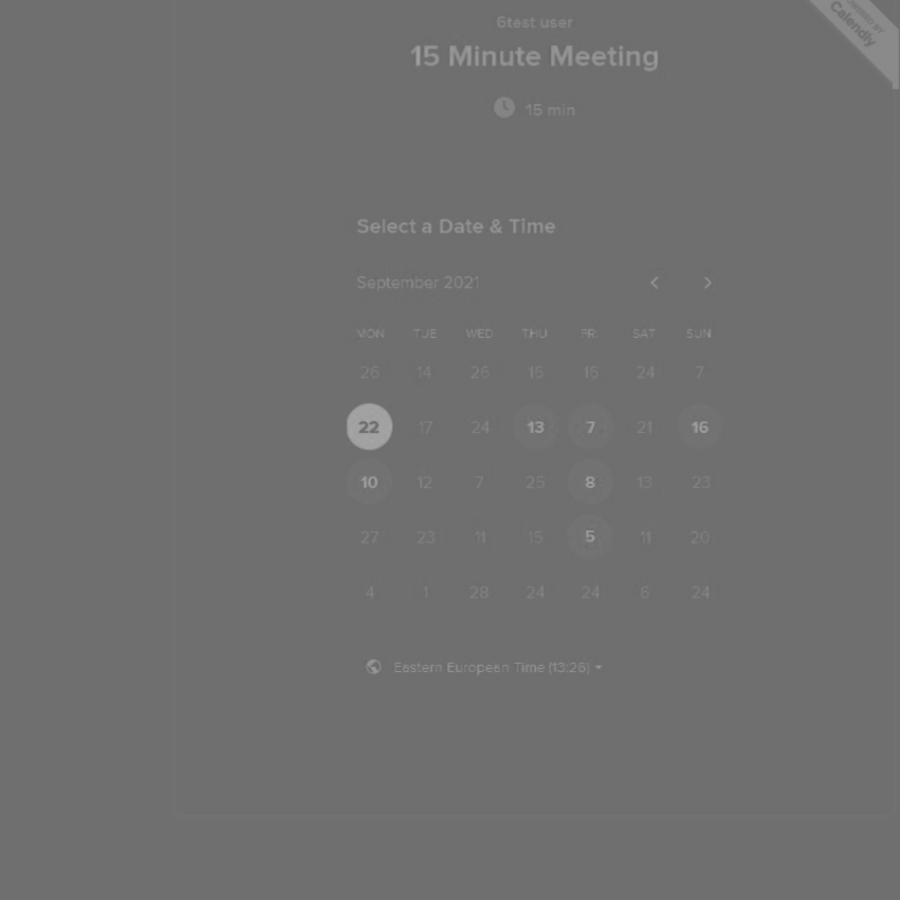 POWERED BY
Calendly
6test user
15 Minute Meeting
15 min
Select a Date & Time
September 2021
MON TUE WED THU FRI SAT SUN
26 14 26 15 15 24 7
22 17 24 13 7 21 16
10 12 7 25 8 13 23
27 23 11 15 5 11 20
4 1 28 24 24 6 24
Eastern European Time (13:26)